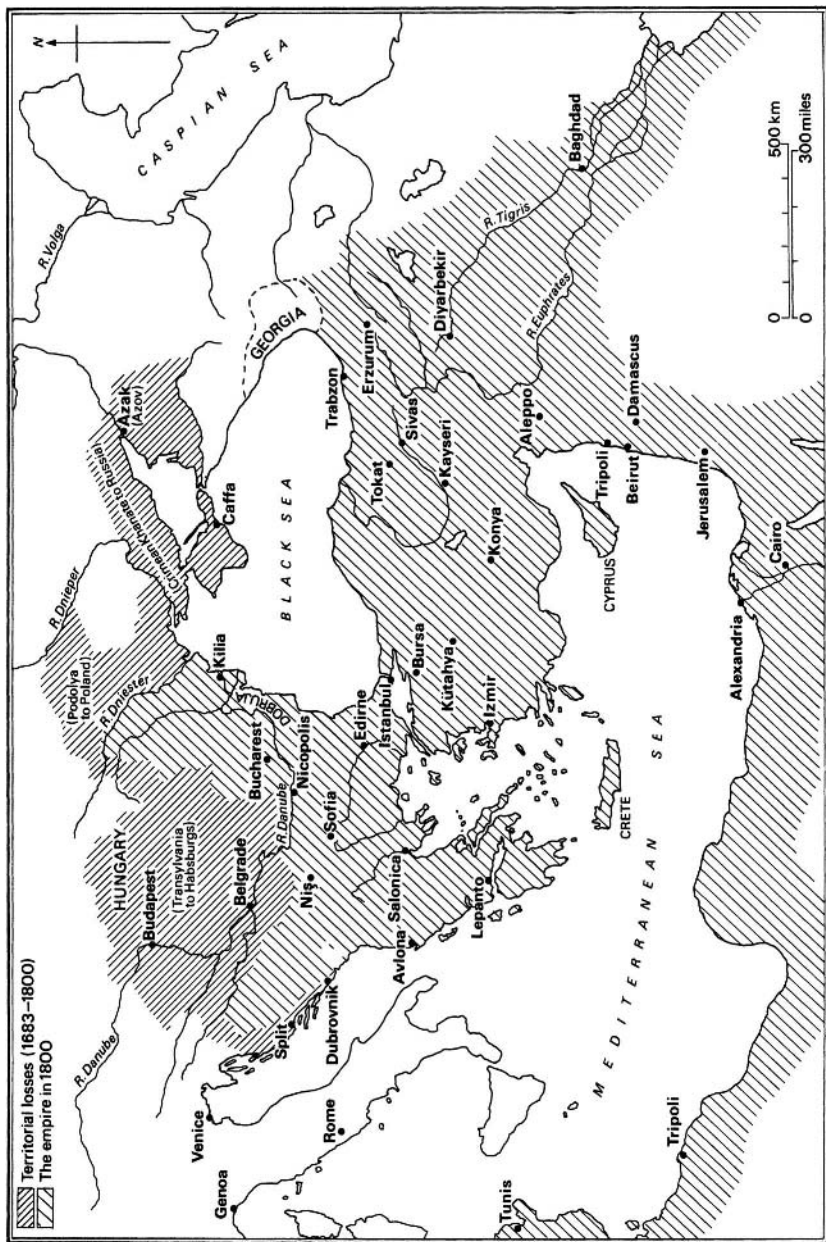 Territorial losses (1683–1800)
The empire in 1800
N
CASPIAN SEA
R.Volga
R.Danube
HUNGARY
Budapest
(Transylvania
to Habsburgs)
Belgrade
(Podolya
to Poland)
R.Dniester
R.Dnieper
(Crimean Khanate to Russia)
Azak
(Azov)
Caffa
GEORGIA
Kilia
DOBRUJA
Bucharest
Nicopolis
R.Danube
Sofia
Niş
Venice
Genoa
Rome
Split
Dubrovnik
Avlona
Salonica
Lepanto
Edirne
Istanbul
BLACK SEA
Trabzon
Erzurum
Bursa
Kütahya
Izmir
Tokat
Sivas
Kayseri
Konya
Diyarbekir
R.Tigris
R.Euphrates
Baghdad
Aleppo
Tripoli
Beirut
Damascus
Jerusalem
CYPRUS
CRETE
MEDITERRANEAN SEA
Tunis
Tripoli
Alexandria
Cairo
0 500 km
0 300 miles